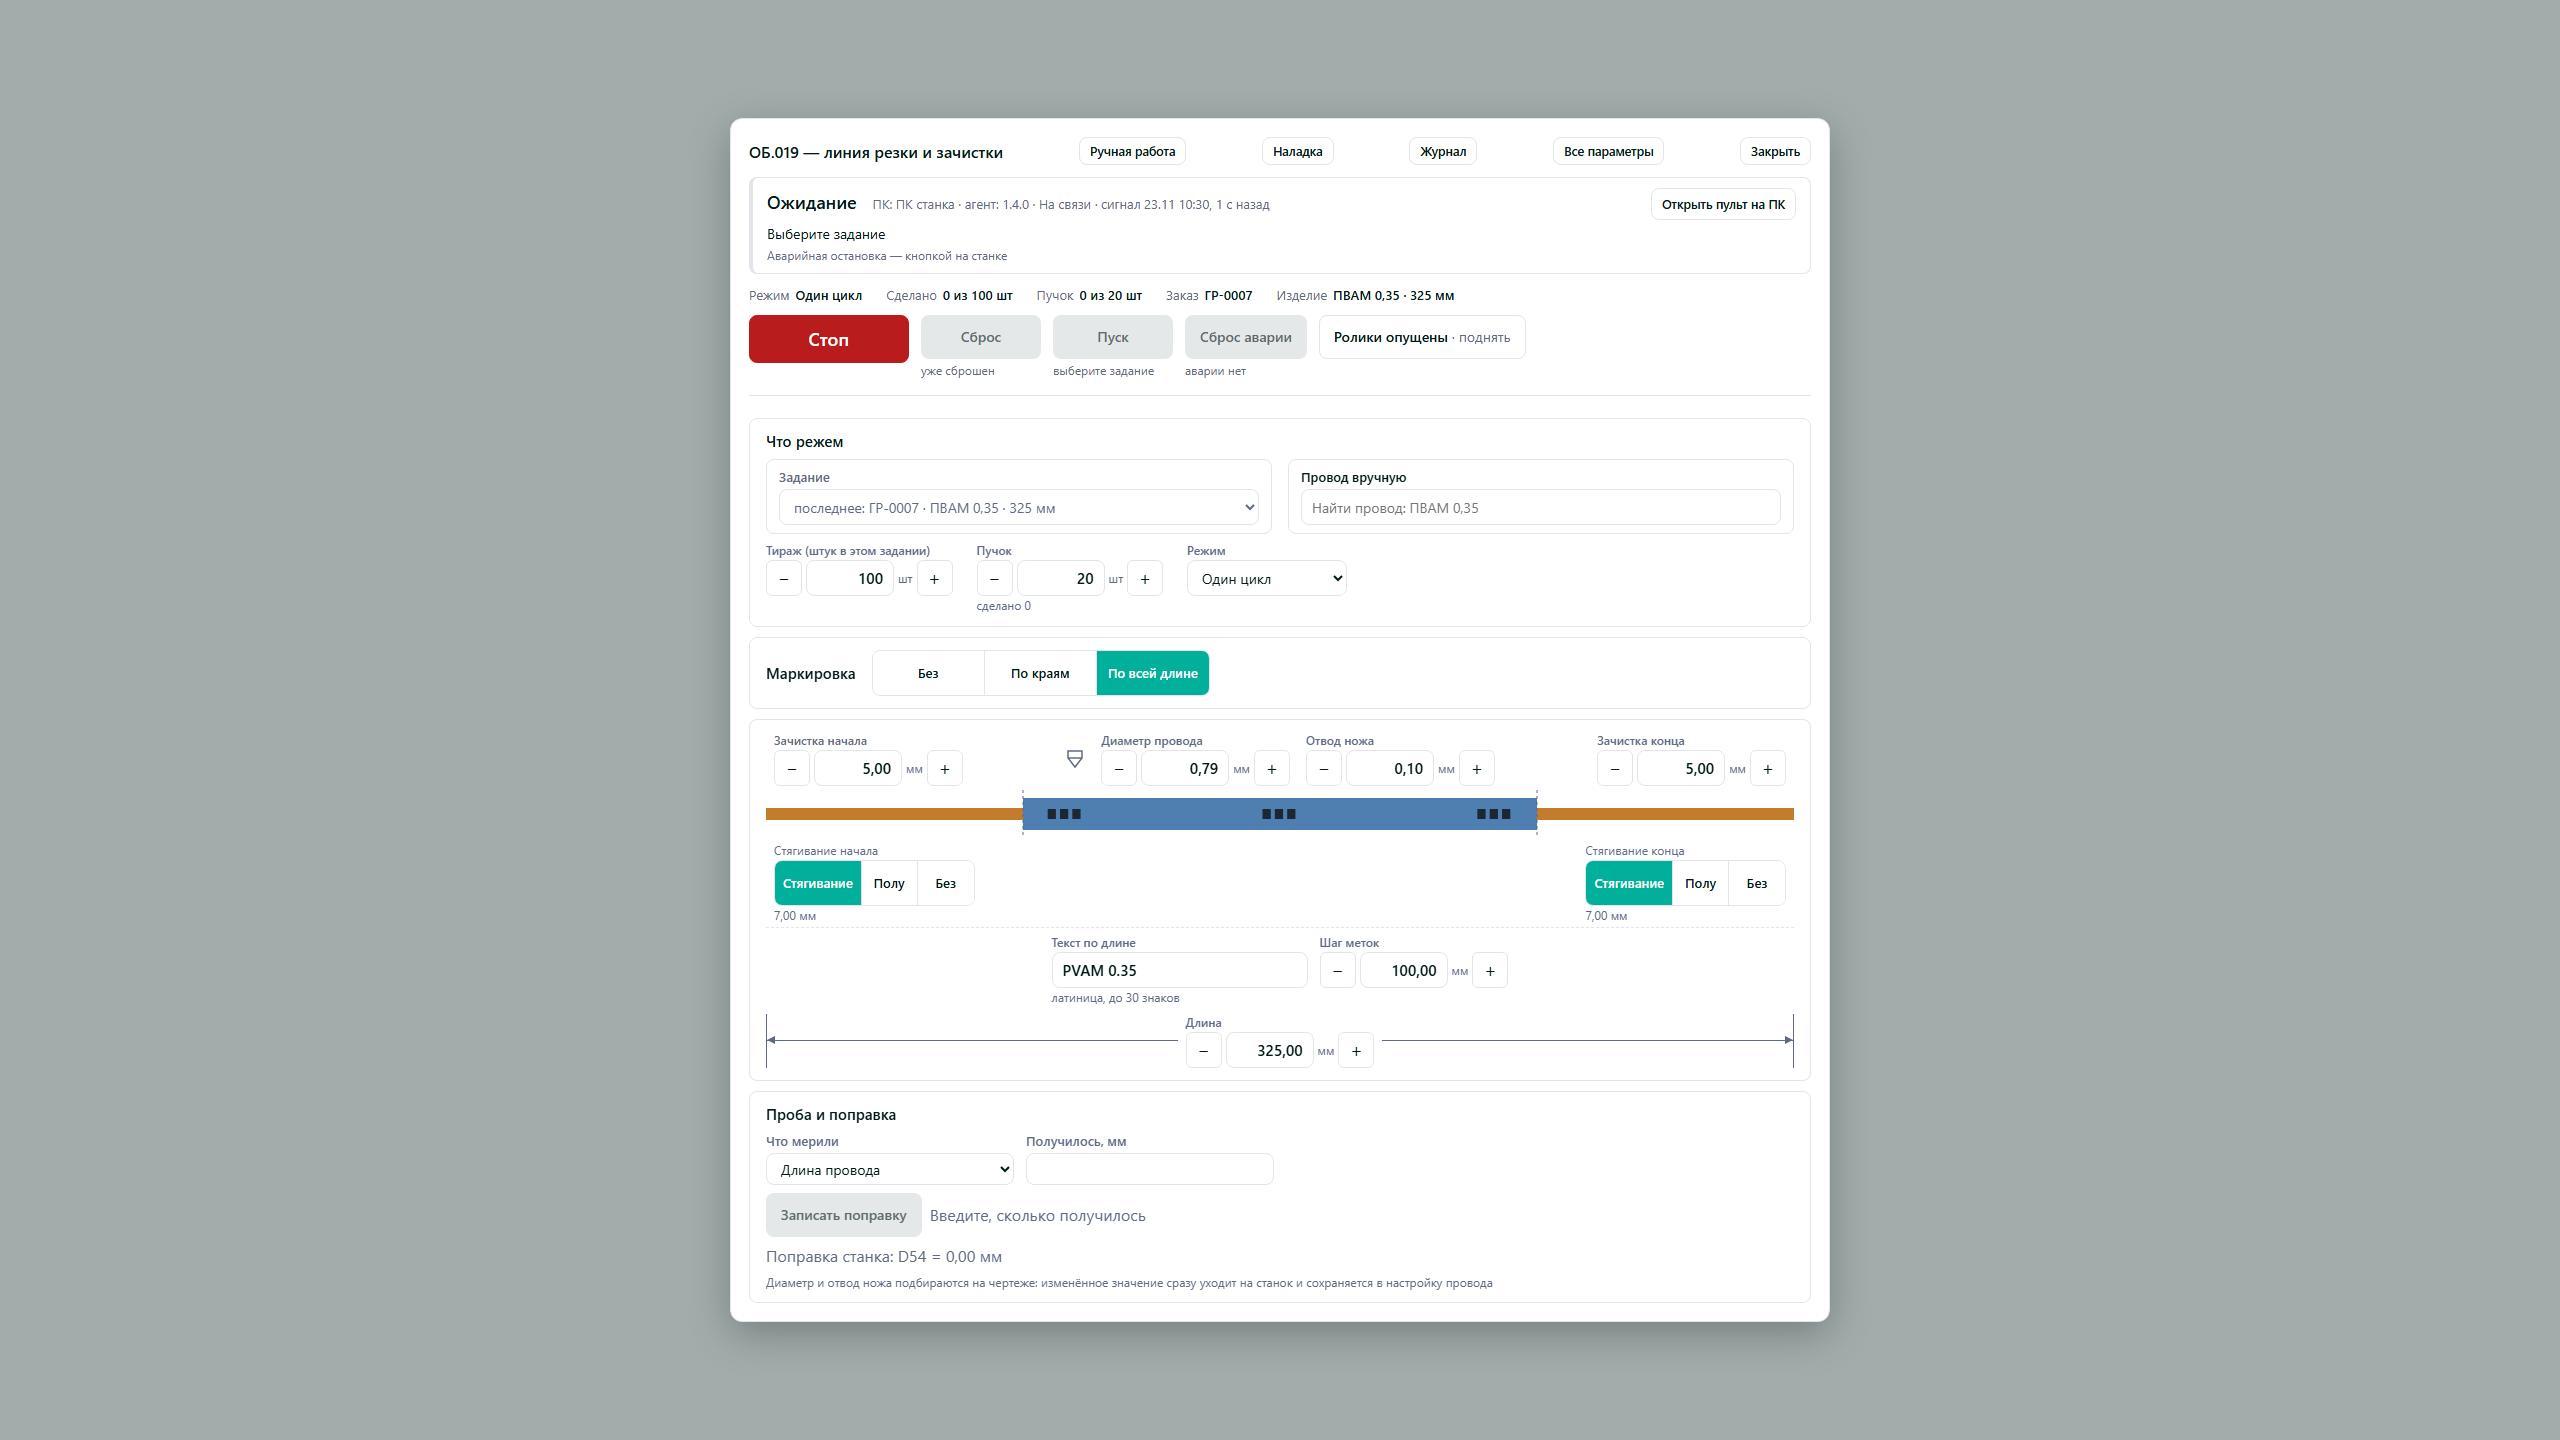 ОБ.019 — линия резки и зачистки
Ручная работа
Наладка
Журнал
Все параметры
Закрыть
Ожидание ПК: ПК станка · агент: 1.4.0 · На связи · сигнал 23.11 10:30, 1 с назад
Открыть пульт на ПК
Выберите задание
Аварийная остановка — кнопкой на станке
Режим Один цикл Сделано 0 из 100 шт Пучок 0 из 20 шт Заказ ГР-0007 Изделие ПВАМ 0,35 · 325 мм
Стоп
Сброс
Пуск
Сброс аварии
Ролики опущены · поднять
уже сброшен
выберите задание
аварии нет
Что режем
Задание
последнее: ГР-0007 · ПВАМ 0,35 · 325 мм
Провод вручную
Найти провод: ПВАМ 0,35
Тираж (штук в этом задании)
Пучок
Режим
− 100 шт +
− 20 шт +
Один цикл
сделано 0
Маркировка
Без
По краям
По всей длине
Зачистка начала
Диаметр провода
Отвод ножа
Зачистка конца
− 5,00 мм +
− 0,79 мм +
− 0,10 мм +
− 5,00 мм +
Стягивание начала
Стягивание конца
Стягивание Полу Без
Стягивание Полу Без
7,00 мм
7,00 мм
Текст по длине
Шаг меток
PVAM 0.35
− 100,00 мм +
латиница, до 30 знаков
Длина
− 325,00 мм +
Проба и поправка
Что мерили
Получилось, мм
Длина провода
Записать поправку
Введите, сколько получилось
Поправка станка: D54 = 0,00 мм
Диаметр и отвод ножа подбираются на чертеже: изменённое значение сразу уходит на станок и сохраняется в настройку провода